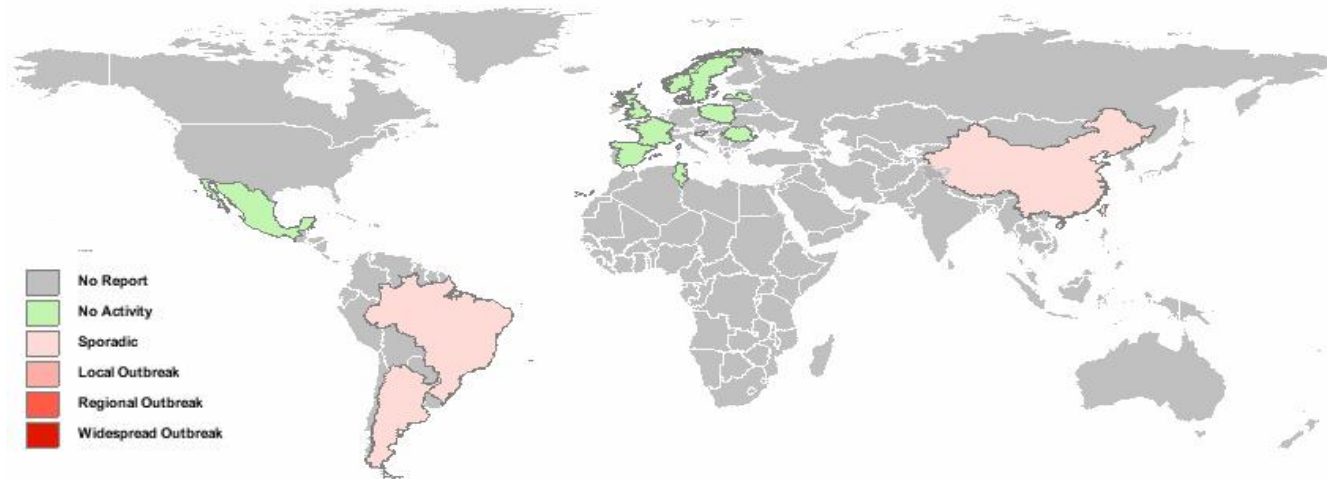 No Report
No Activity
Sporadic
Local Outbreak
Regional Outbreak
Widespread Outbreak